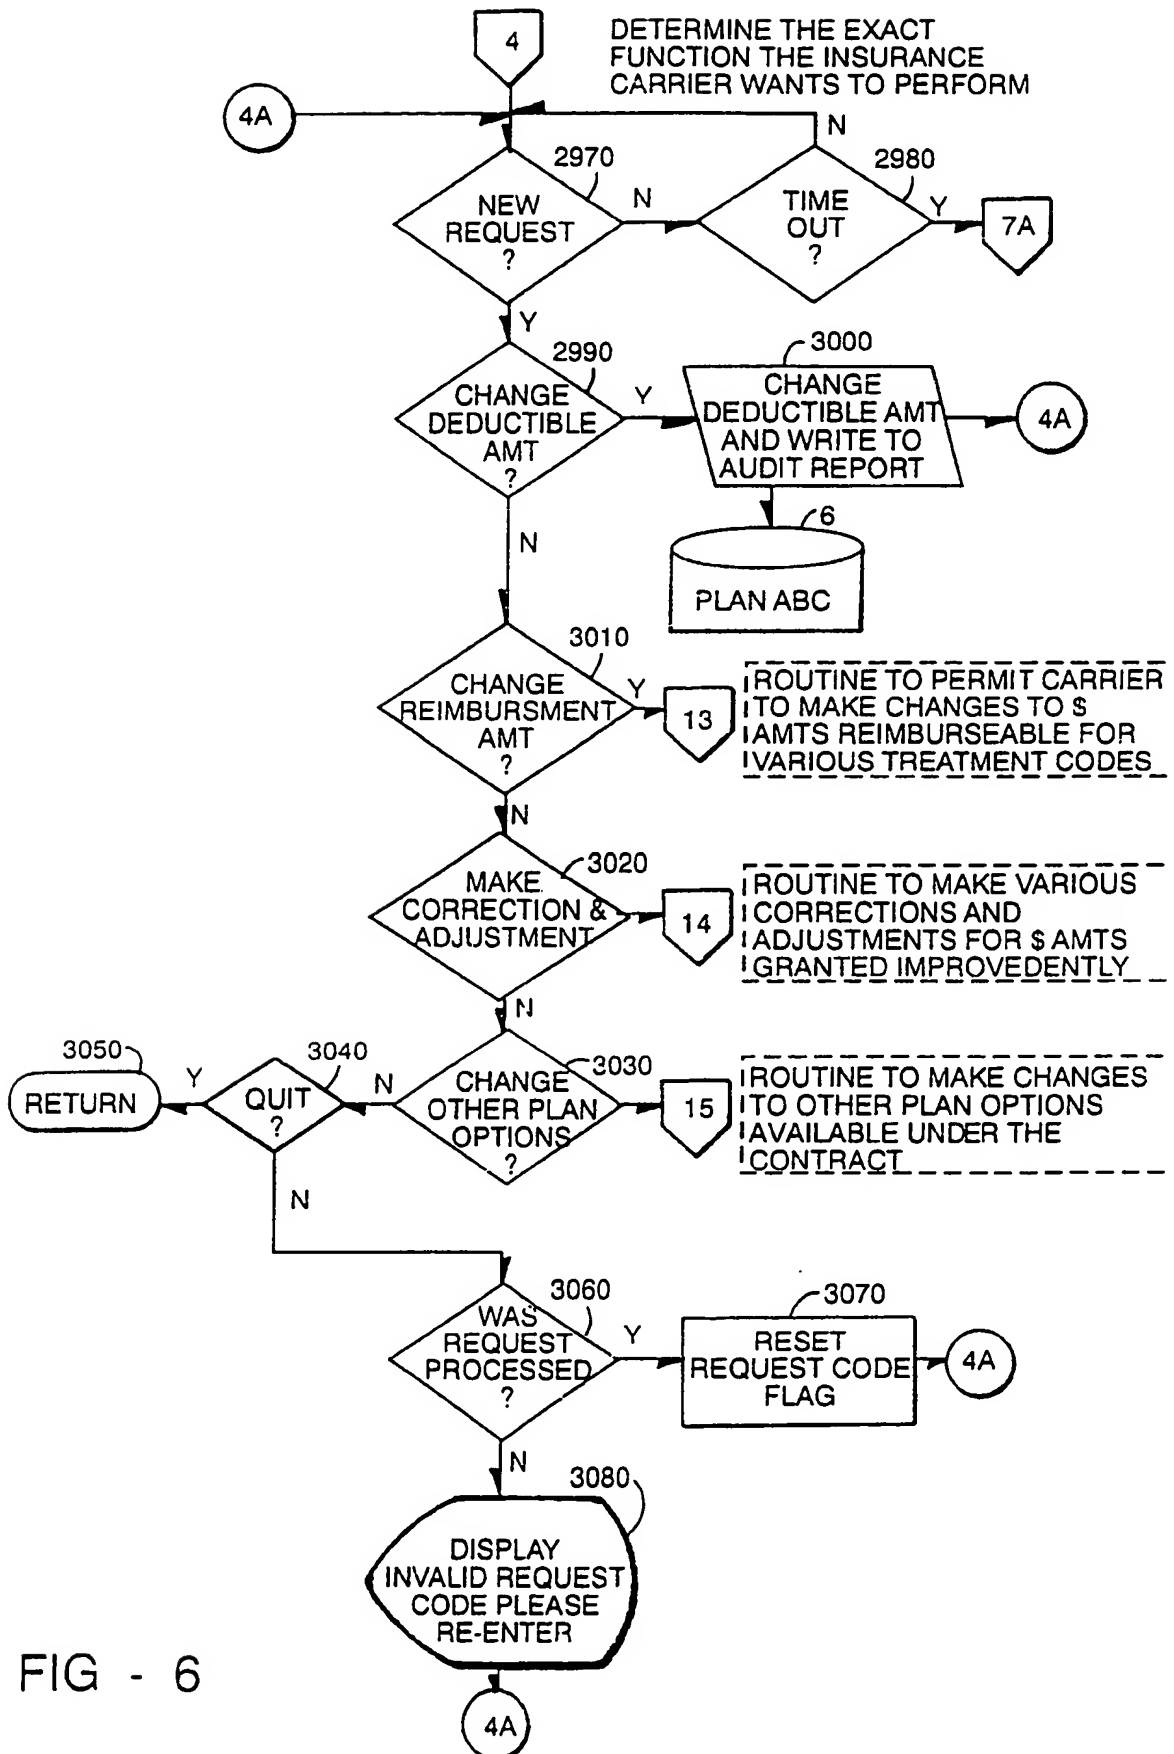 4
DETERMINE THE EXACT
FUNCTION THE INSURANCE
CARRIER WANTS TO PERFORM
4A
N
2970
2980
NEW
REQUEST
?
N
TIME
OUT
?
Y
7A
Y
2990
3000
CHANGE
DEDUCTIBLE
AMT
?
Y
CHANGE
DEDUCTIBLE AMT
AND WRITE TO
AUDIT REPORT
4A
N
6
PLAN ABC
3010
CHANGE
REIMBURSMENT
AMT
?
Y
13
ROUTINE TO PERMIT CARRIER
TO MAKE CHANGES TO $
AMTS REIMBURSEABLE FOR
VARIOUS TREATMENT CODES
N
3020
MAKE
CORRECTION &
ADJUSTMENT
14
ROUTINE TO MAKE VARIOUS
CORRECTIONS AND
ADJUSTMENTS FOR $ AMTS
GRANTED IMPROVEDENTLY
N
3050
RETURN
Y
3040
QUIT
?
N
3030
CHANGE
OTHER PLAN
OPTIONS
?
15
ROUTINE TO MAKE CHANGES
TO OTHER PLAN OPTIONS
AVAILABLE UNDER THE
CONTRACT
N
3060
WAS
REQUEST
PROCESSED
?
Y
3070
RESET
REQUEST CODE
FLAG
4A
N
3080
DISPLAY
INVALID REQUEST
CODE PLEASE
RE-ENTER
4A
FIG - 6